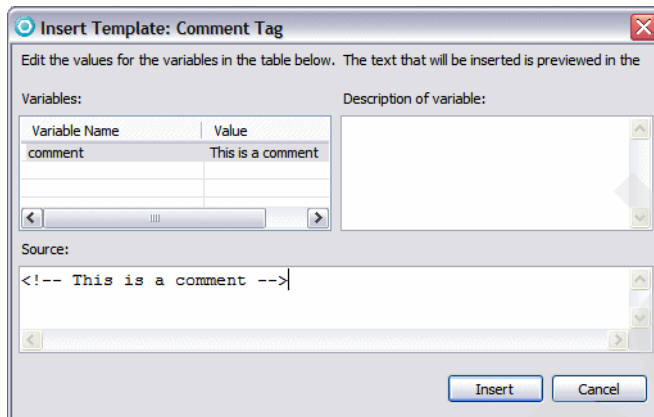 Insert Template: Comment Tag
Edit the values for the variables in the table below. The text that will be inserted is previewed in the
Variables:
Description of variable:
Variable Name Value
comment This is a comment
Source:
<!-- This is a comment -->
Insert Cancel